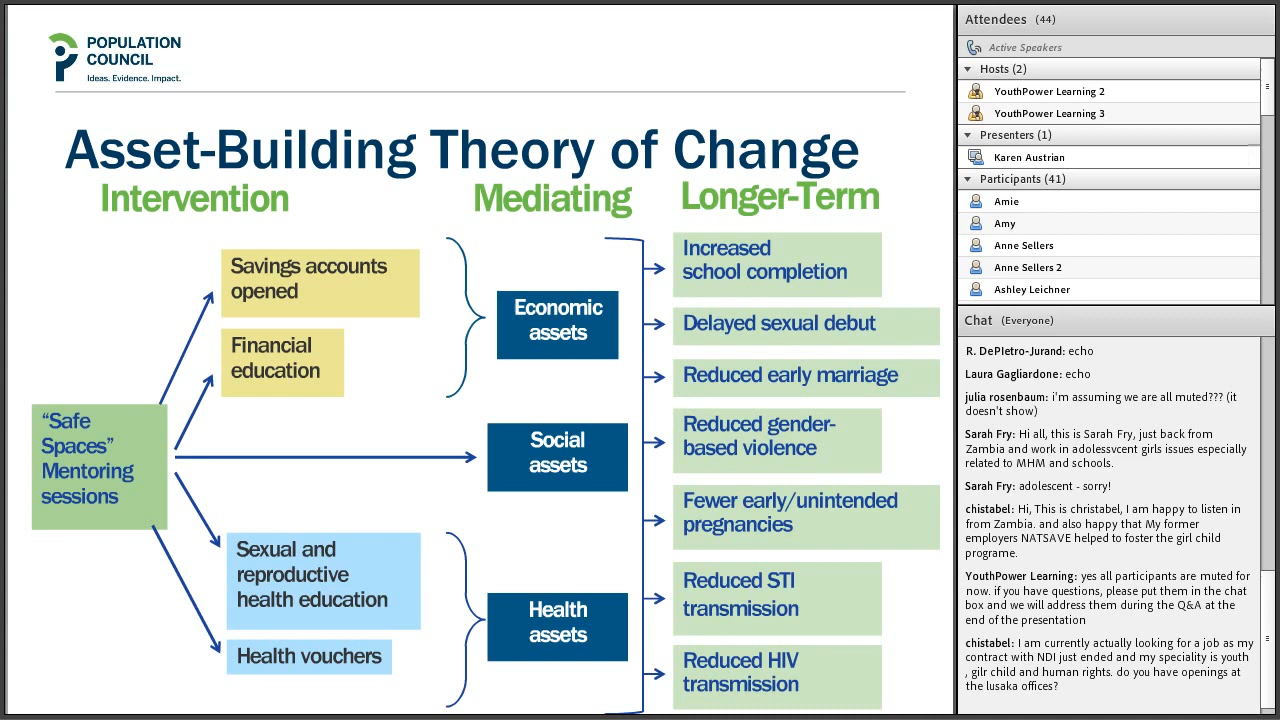 POPULATION
COUNCIL
Ideas. Evidence. Impact.
Asset-Building Theory of Change
Intervention
Mediating
Longer-Term
Savings accounts
opened
Financial
education
“Safe
Spaces”
Mentoring
sessions
Sexual and
reproductive
health education
Health vouchers
Economic
assets
Social
assets
Health
assets
Increased
school completion
Delayed sexual debut
Reduced early marriage
Reduced gender-
based violence
Fewer early/unintended
pregnancies
Reduced STI
transmission
Reduced HIV
transmission
Attendees (44)
Active Speakers
Hosts (2)
YouthPower Learning 2
YouthPower Learning 3
Presenters (1)
Karen Austrian
Participants (41)
Amie
Amy
Anne Sellers
Anne Sellers 2
Ashley Leichner
Chat (Everyone)
R. DePIetro-Jurand: echo
Laura Gagliardone: echo
julia rosenbaum: i'm assuming we are all muted??? (it
doesn't show)
Sarah Fry: Hi all, this is Sarah Fry, just back from
Zambia and work in adolessvcent girls issues especially
related to MHM and schools.
Sarah Fry: adolescent - sorry!
chistabel: Hi, This is christabel, I am happy to listen in
from Zambia. and also happy that My former
employers NATSAVE helped to foster the girl child
programe.
YouthPower Learning: yes all participants are muted for
now. if you have questions, please put them in the chat
box and we will address them during the Q&A at the
end of the presentation
chistabel: I am currently actually looking for a job as my
contract with NDI just ended and my speciality is youth
, gilr child and human rights. do you have openings at
the lusaka offices?